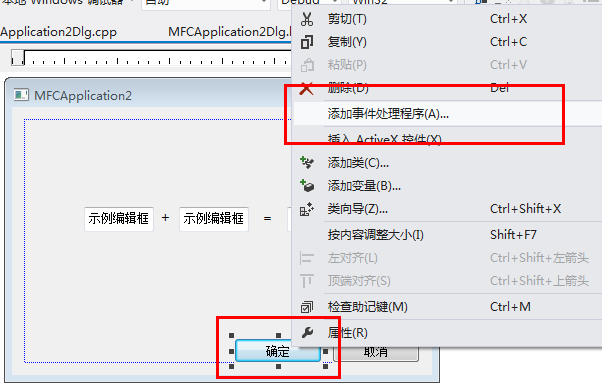 本地 Windows 调试器 自动 Debug Win32
Application2Dlg.cpp MFCApplication2Dlg.h
MFCApplication2
示例编辑框 + 示例编辑框 =
确定 取消
剪切(T) Ctrl+X
复制(Y) Ctrl+C
粘贴(P) Ctrl+V
删除(D) Del
添加事件处理程序(A)...
插入 ActiveX 控件(X)
添加类(C)...
添加变量(B)...
类向导(Z)... Ctrl+Shift+X
按内容调整大小(I) Shift+F7
左对齐(L) Ctrl+Shift+左箭头
顶端对齐(S) Ctrl+Shift+上箭头
检查助记键(M) Ctrl+M
属性(R)